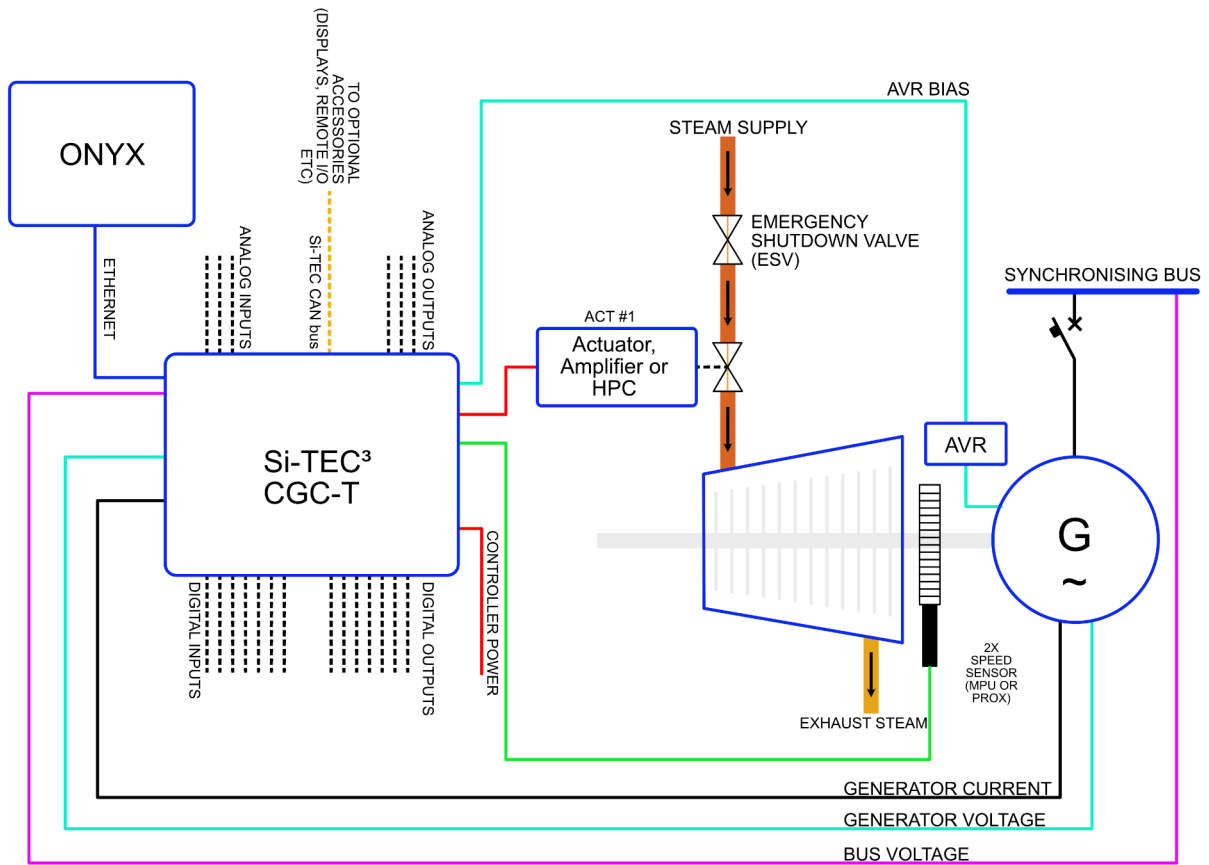 ONYX
TO OPTIONAL
ACCESSORIES
(DISPLAYS, REMOTE I/O
ETC)
AVR BIAS
STEAM SUPPLY
EMERGENCY
SHUTDOWN VALVE
(ESV)
ETHERNET
ANALOG INPUTS
Si-TEC CAN bus
ANALOG OUTPUTS
SYNCHRONISING BUS
ACT #1
Actuator,
Amplifier or
HPC
Si-TEC³
CGC-T
AVR
G
~
DIGITAL INPUTS
DIGITAL OUTPUTS
CONTROLLER POWER
2X
SPEED
SENSOR
(MPU OR
PROX)
EXHAUST STEAM
GENERATOR CURRENT
GENERATOR VOLTAGE
BUS VOLTAGE